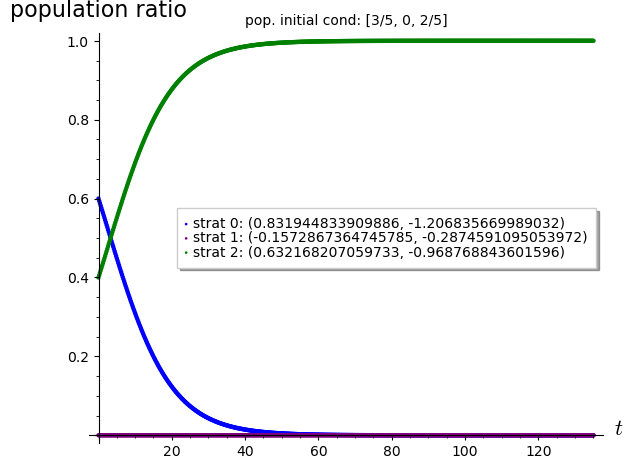 population ratio
pop. initial cond: [3/5, 0, 2/5]
1.0
0.8
0.6
0.4
0.2
strat 0: (0.831944833909886, -1.206835669989032)
strat 1: (-0.1572867364745785, -0.2874591095053972)
strat 2: (0.632168207059733, -0.968768843601596)
20 40 60 80 100 120
t